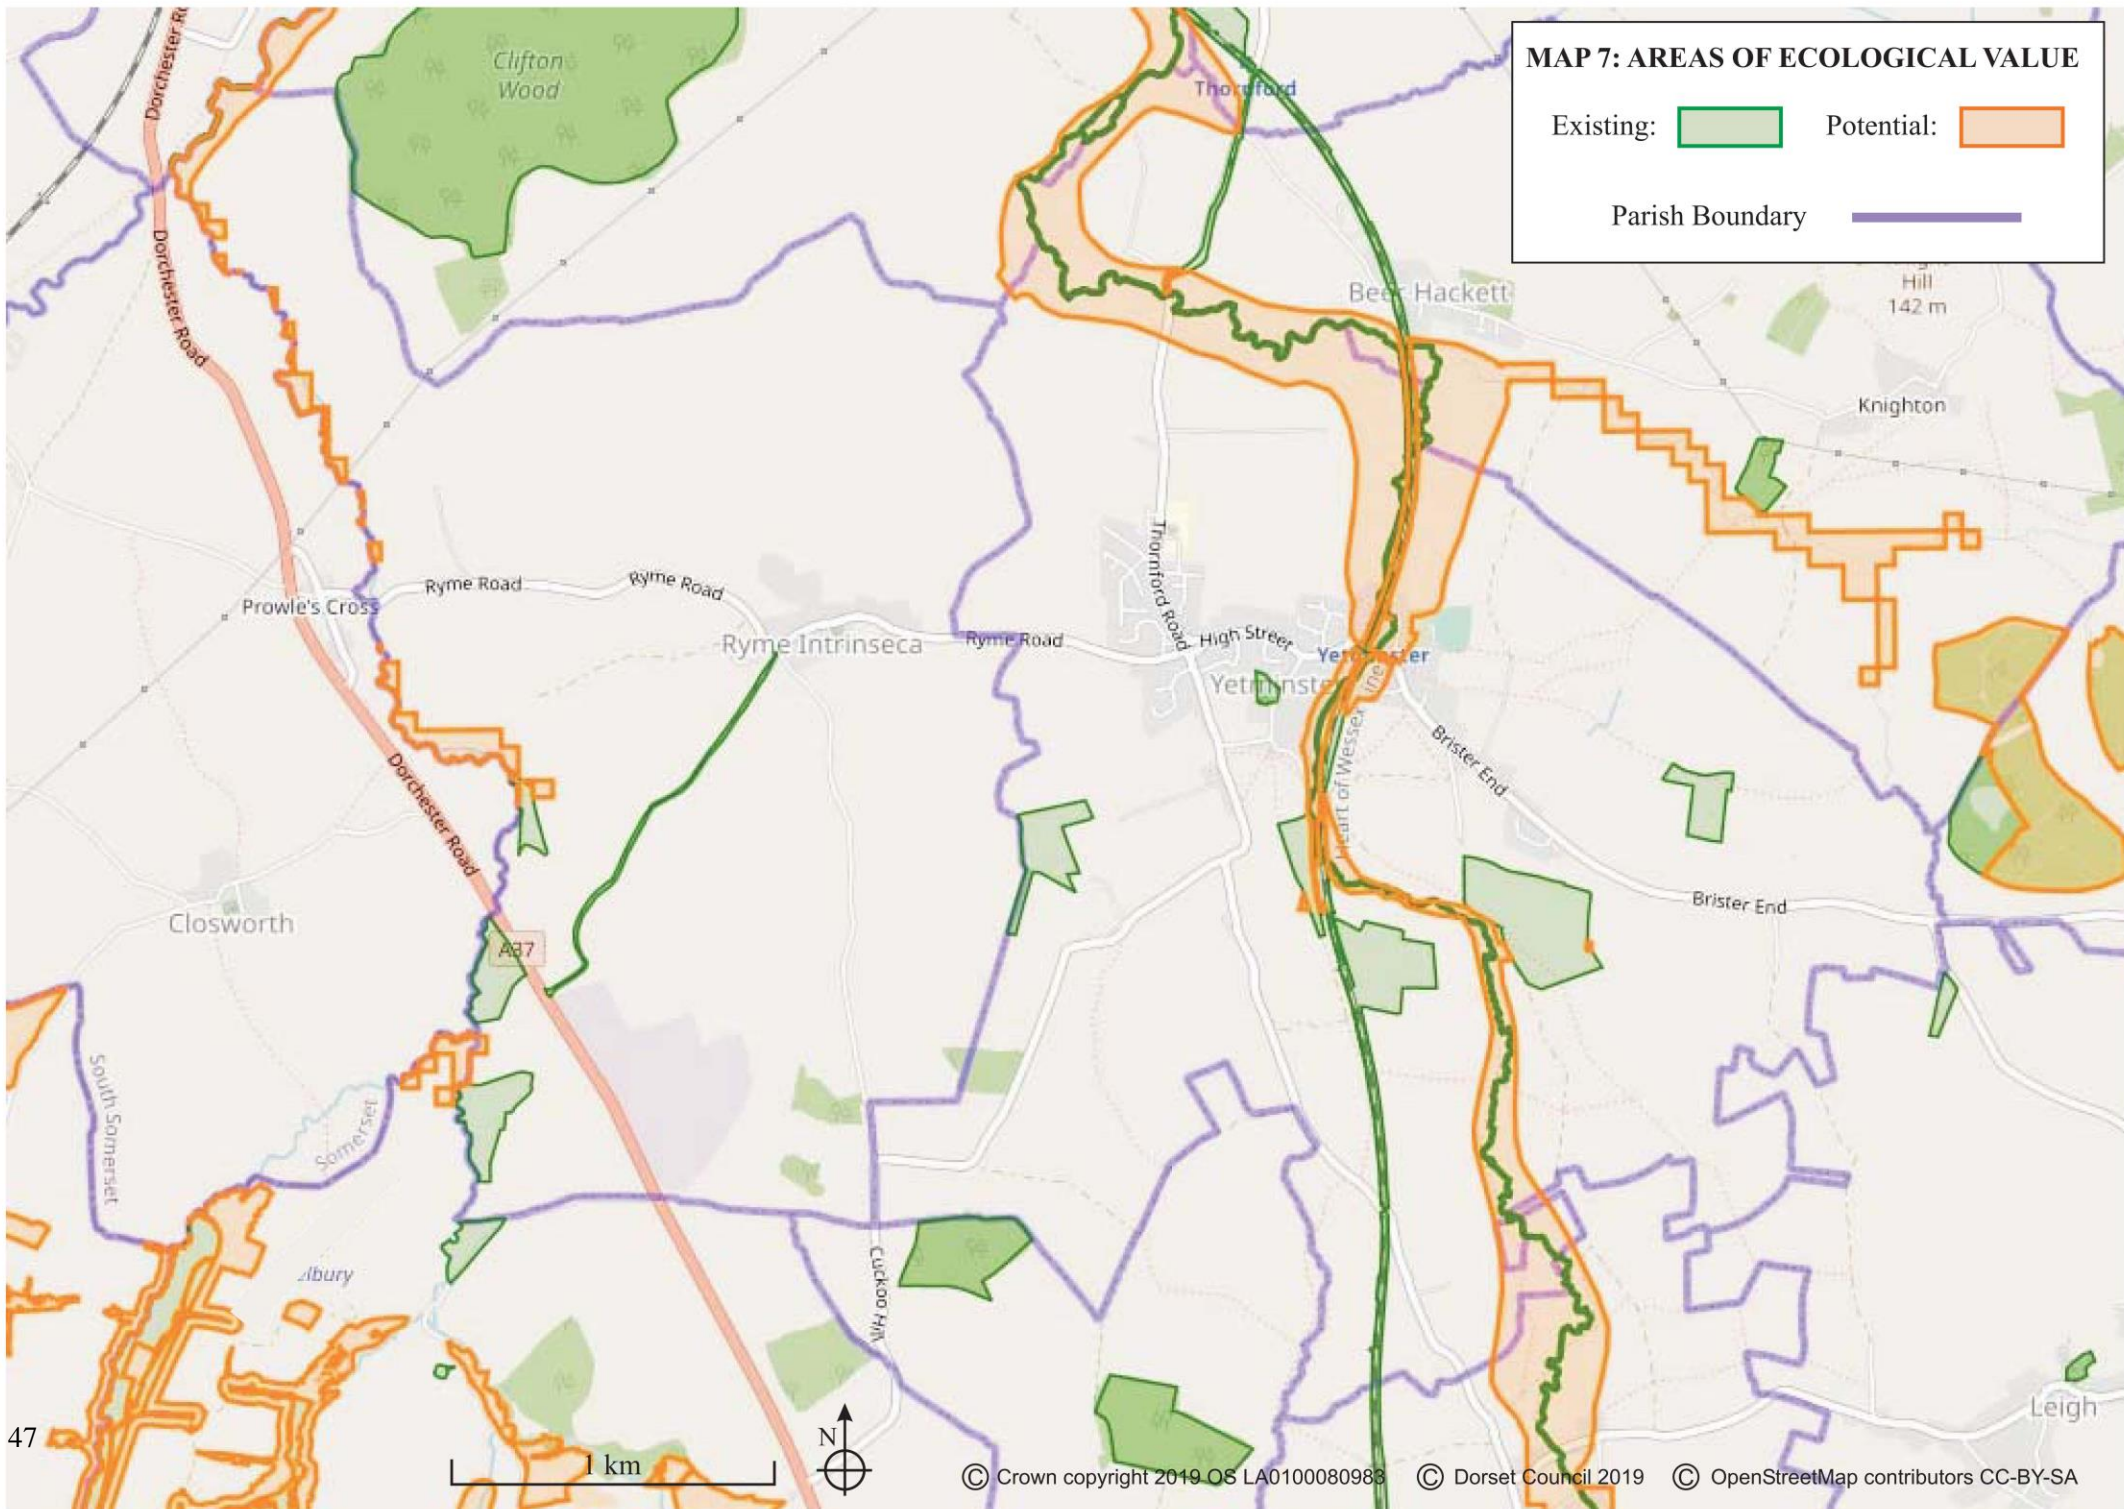 MAP 7: AREAS OF ECOLOGICAL VALUE
Existing:
Potential:
Parish Boundary
Dorchester Road
Clifton
Wood
Thornford
Dorchester Road
Beer Hackett
Hill
142 m
Knighton
Thornford Road
Ryme Road
Ryme Road
Prowle's Cross
Ryme Intrinseca
Ryme Road
High Street
Yetminster
Yetminster
Heart of Wessex Line
Brister End
Dorchester Road
Brister End
Closworth
A37
South Somerset
Somerset
Cuckoo Hill
Leigh
47
N
1 km
© Crown copyright 2019 OS LA0100080983
© Dorset Council 2019
© OpenStreetMap contributors CC-BY-SA